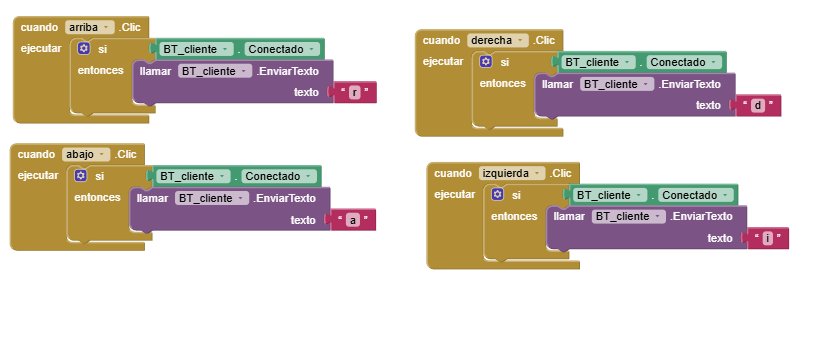 cuando arriba .Clic
ejecutar si BT_cliente . Conectado
entonces llamar BT_cliente .EnviarTexto
texto " r "
cuando derecha .Clic
ejecutar si BT_cliente . Conectado
entonces llamar BT_cliente .EnviarTexto
texto " d "
cuando abajo .Clic
ejecutar si BT_cliente . Conectado
entonces llamar BT_cliente .EnviarTexto
texto " a "
cuando izquierda .Clic
ejecutar si BT_cliente . Conectado
entonces llamar BT_cliente .EnviarTexto
texto " i "